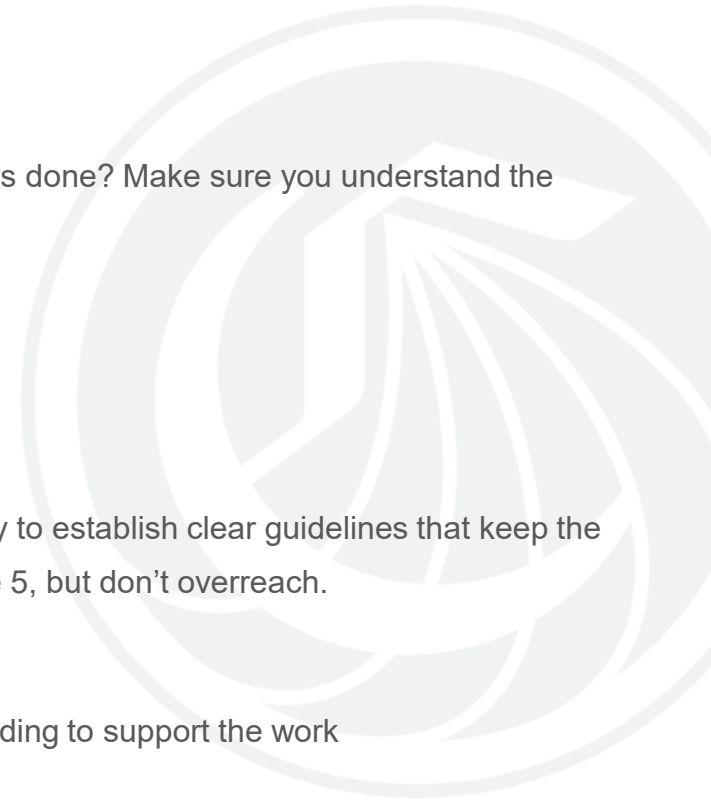 s done? Make sure you understand the
y to establish clear guidelines that keep the
5, but don’t overreach.
ding to support the work